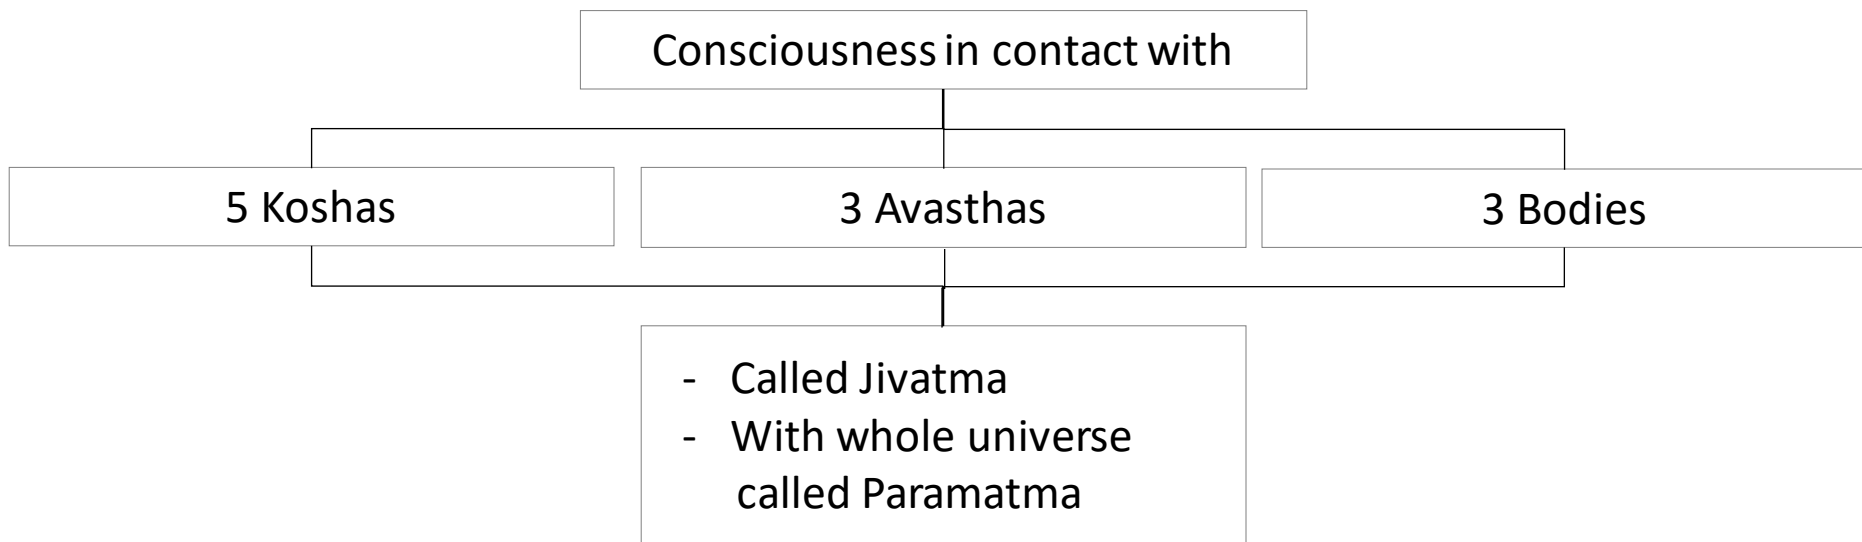 Consciousness in contact with
5 Koshas
3 Avasthas
3 Bodies
- Called Jivatma
- With whole universe
called Paramatma